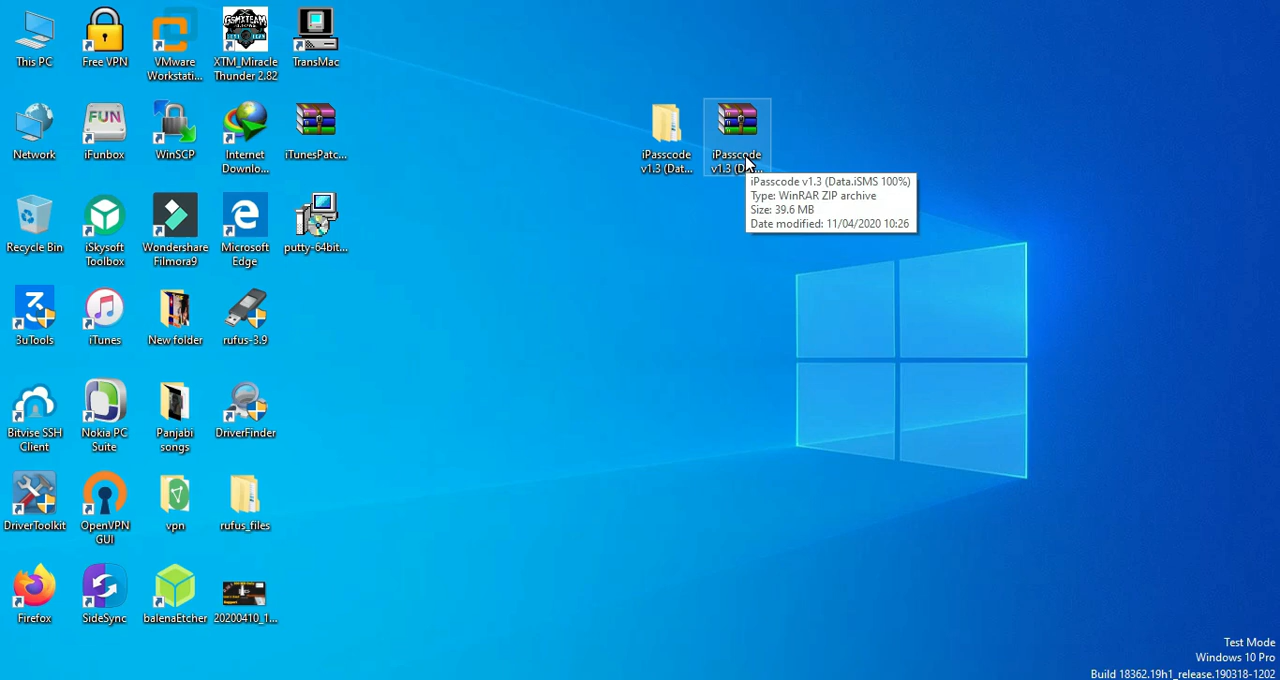 This PC
Free VPN
VMware
Workstati...
XTM_Miracle
Thunder 2.82
TransMac
Network
FUN
iFunbox
WinSCP
Internet
Downlo...
iTunesPatc...
Recycle Bin
iSkysoft
Toolbox
Wondershare
Filmora9
Microsoft
Edge
putty-64bit...
3uTools
iTunes
New folder
rufus-3.9
Bitvise SSH
Client
Nokia PC
Suite
Panjabi
songs
DriverFinder
DriverToolkit
OpenVPN
GUI
vpn
rufus_files
Firefox
SideSync
balenaEtcher
20200410_1...
iPasscode
v1.3 (Dat...
iPasscode
v1.3 (D
iPasscode v1.3 (Data.iSMS 100%)
Type: WinRAR ZIP archive
Size: 39.6 MB
Date modified: 11/04/2020 10:26
Test Mode
Windows 10 Pro
Build 18362.19h1_release.190318-1202